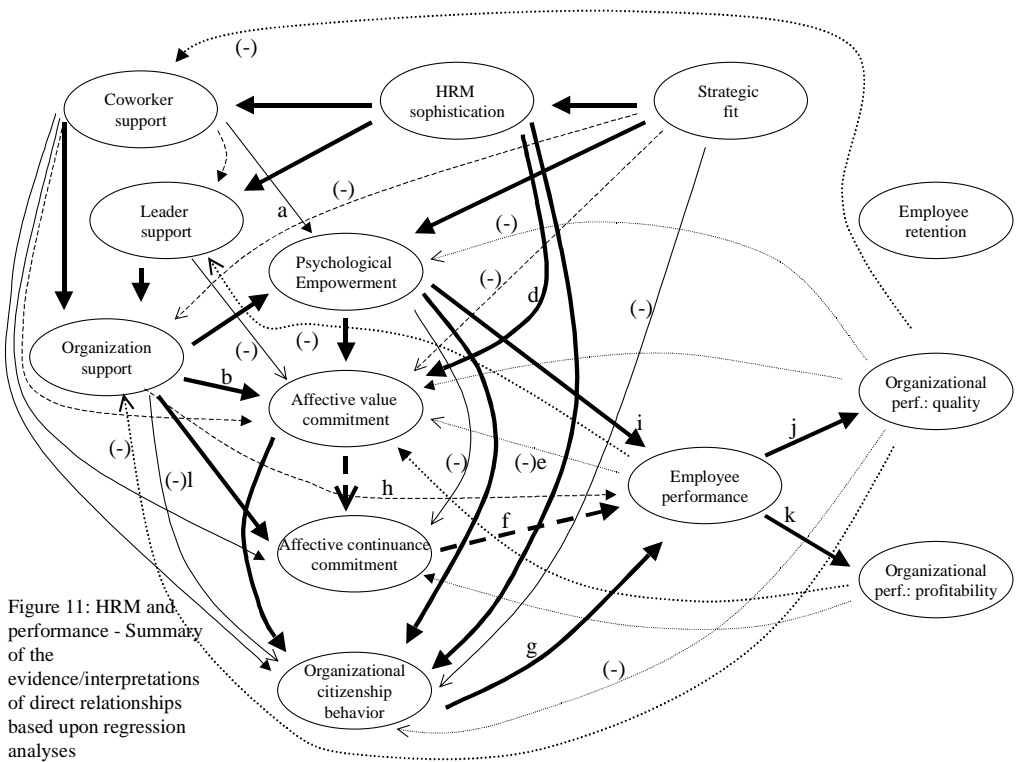 (-)
Coworker
support
HRM
sophistication
Strategic
fit
(-)
Leader
support
a
Employee
retention
(-)
Psychological
Empowerment
(-)
d
(-)
Organization
support
(-)
(-)
b
Affective value
commitment
Organizational
perf.: quality
i
j
(-)
(-)l
(-)
(-)e
h
Employee
performance
f
k
Affective continuance
commitment
Organizational
perf.: profitability
Figure 11: HRM and
performance - Summary
of the
evidence/interpretations
of direct relationships
based upon regression
analyses
g
(-)
Organizational
citizenship
behavior